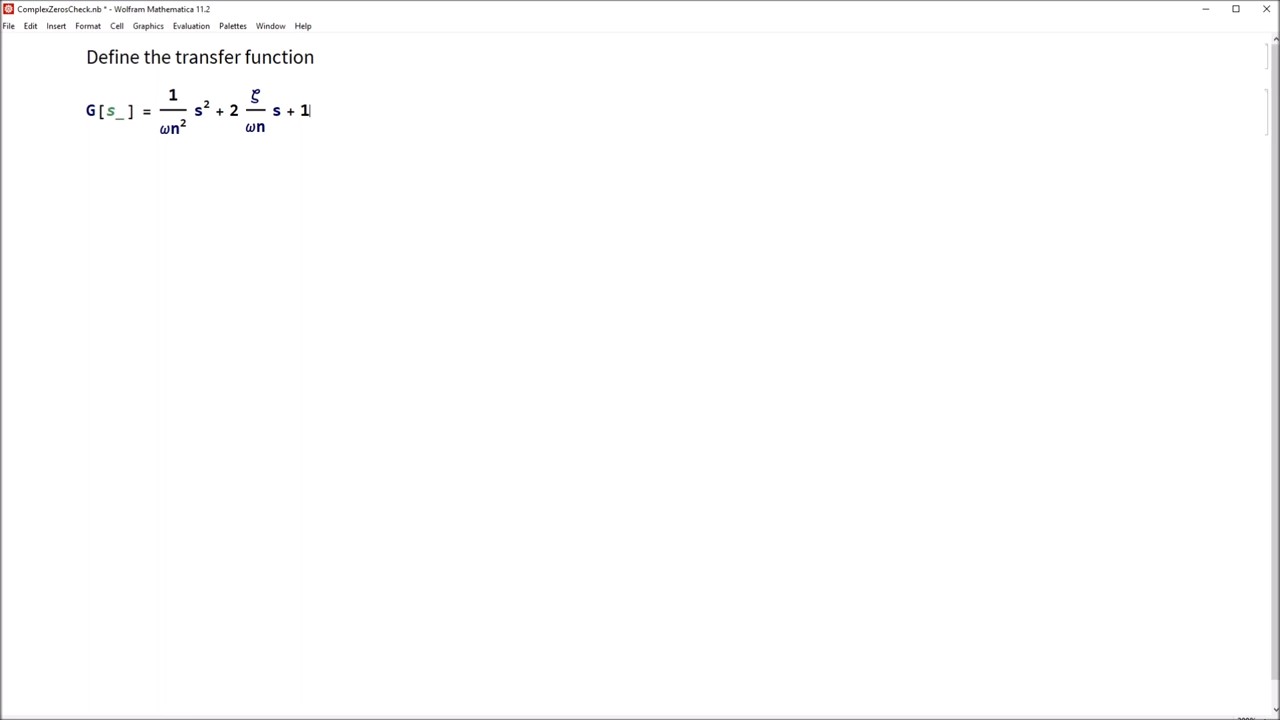 ComplexZerosCheck.nb * - Wolfram Mathematica 11.2
File Edit Insert Format Cell Graphics Evaluation Palettes Window Help
Define the transfer function
G[s_] = 1/ωn² s² + 2 ζ/ωn s + 1